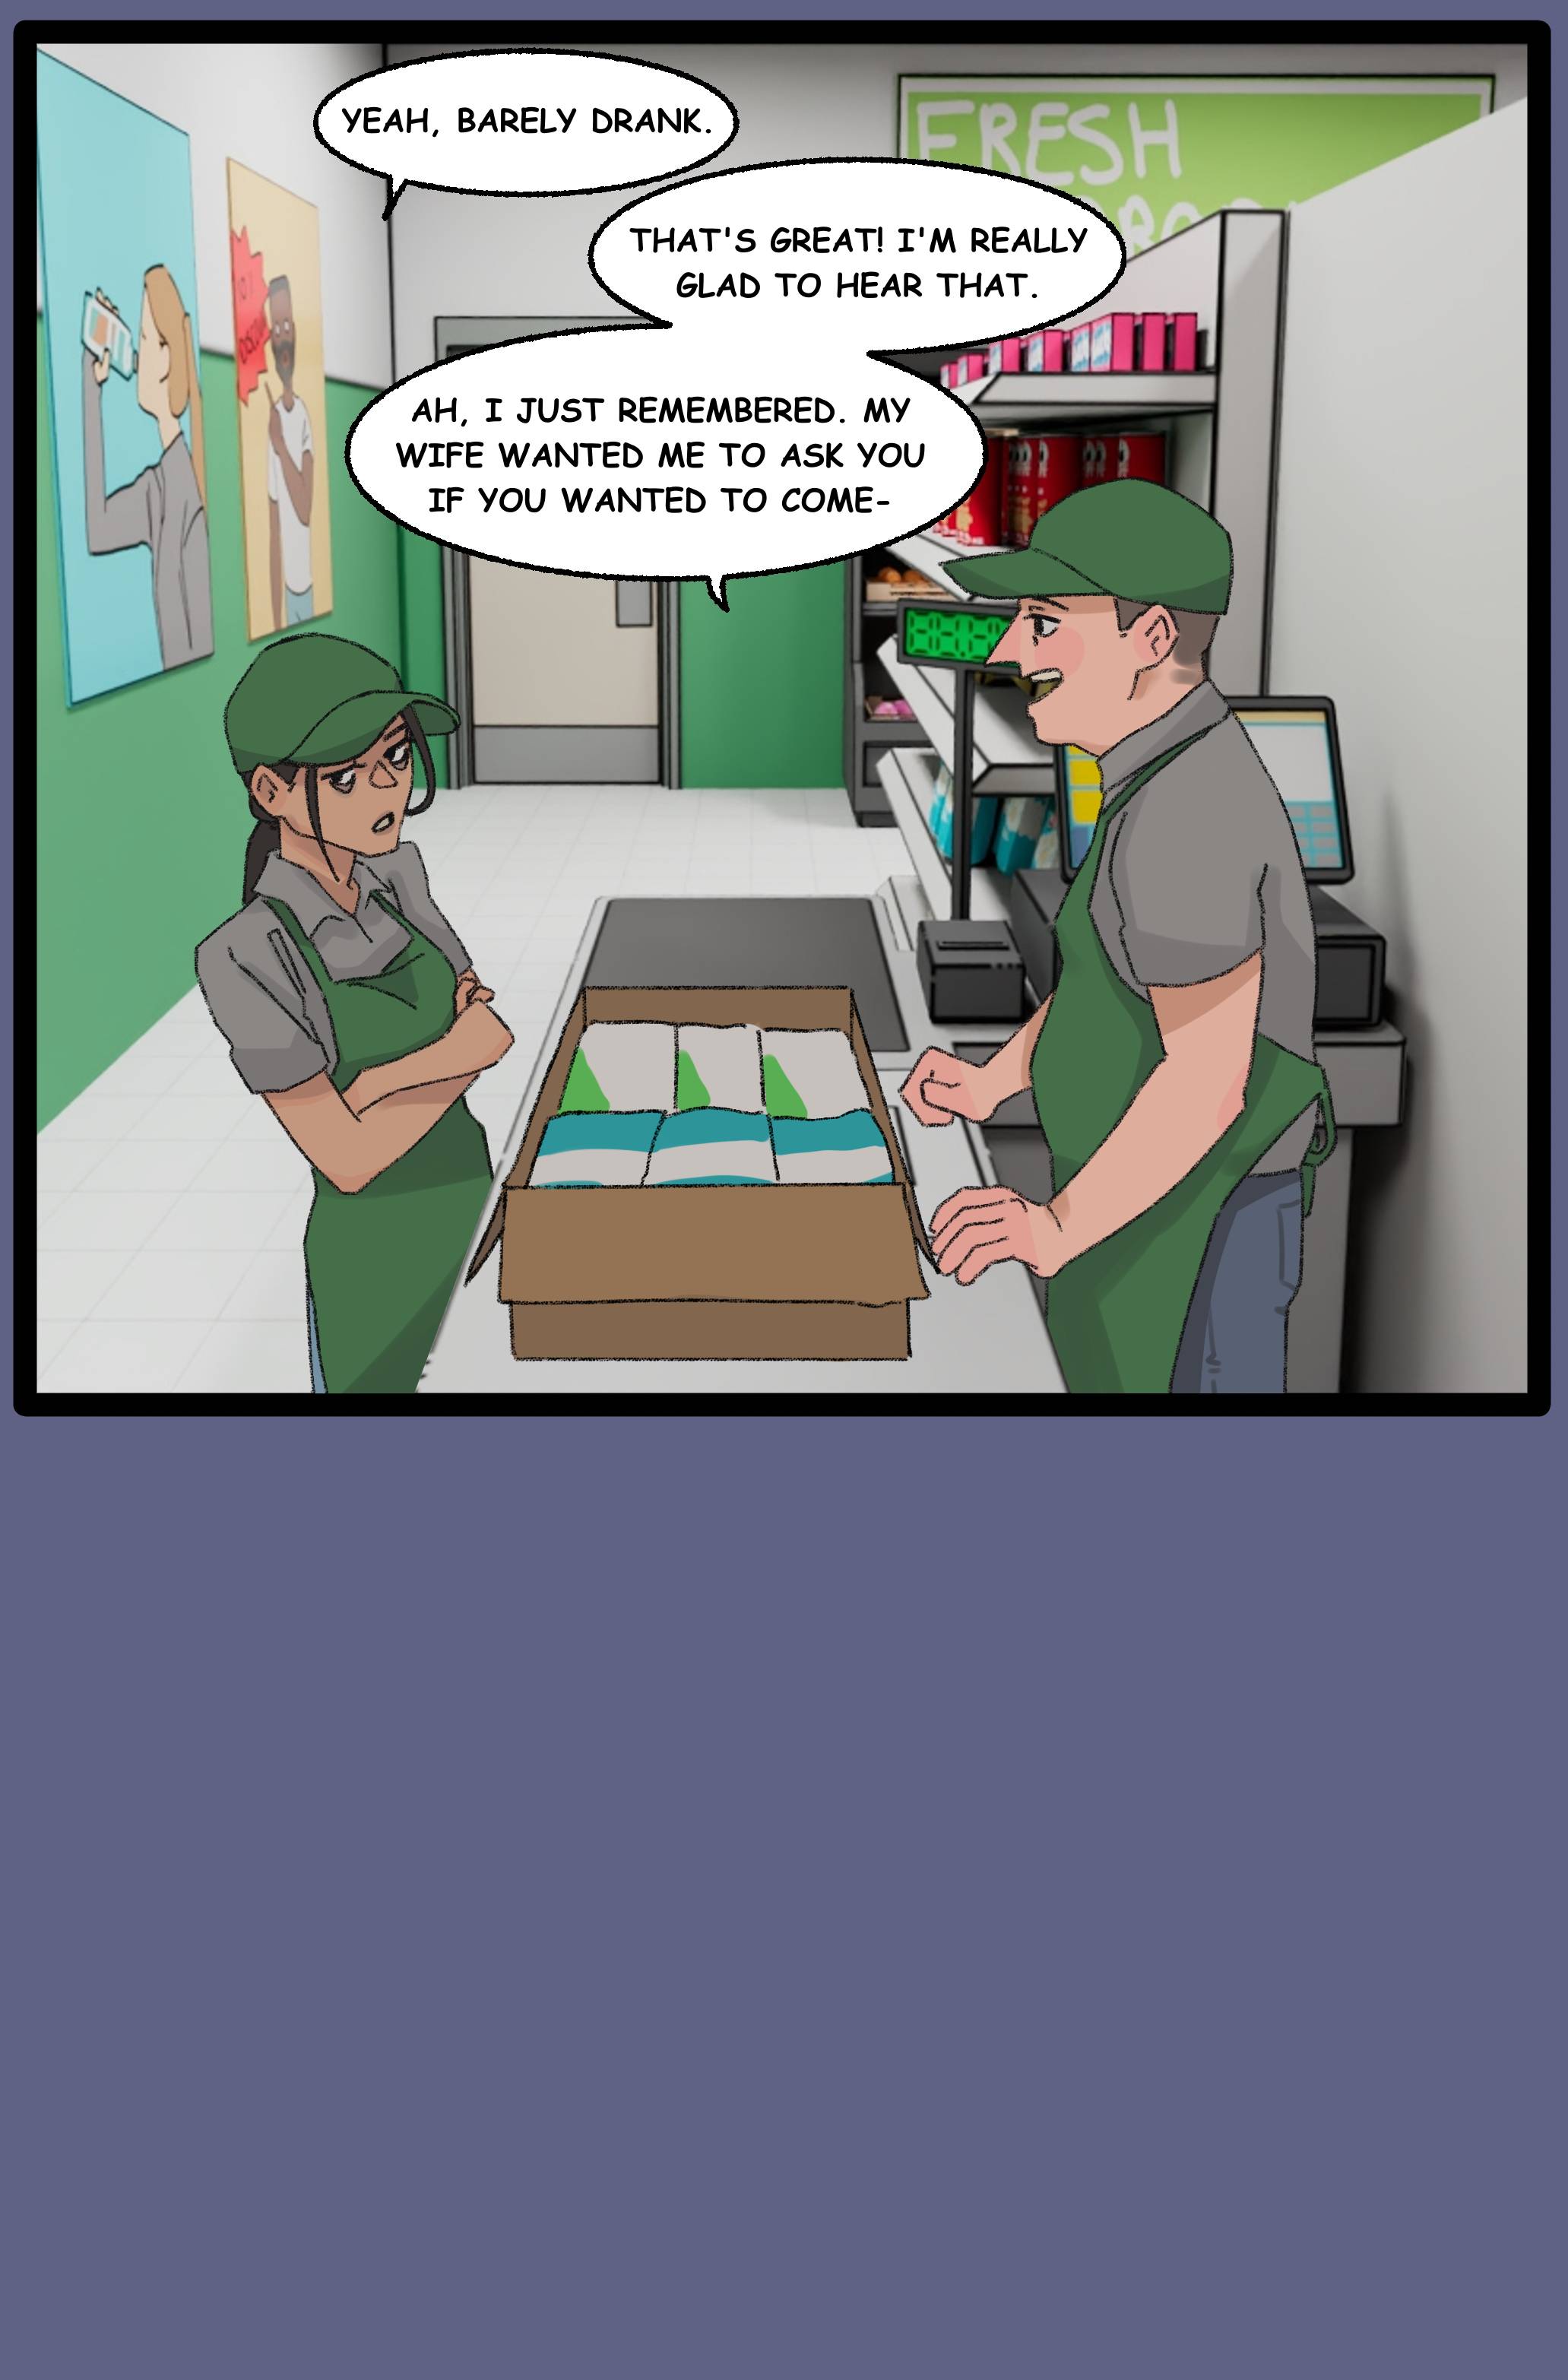 YEAH, BARELY DRANK.
FRESH
THAT'S GREAT! I'M REALLY
GLAD TO HEAR THAT.
AH, I JUST REMEMBERED. MY
WIFE WANTED ME TO ASK YOU
IF YOU WANTED TO COME-